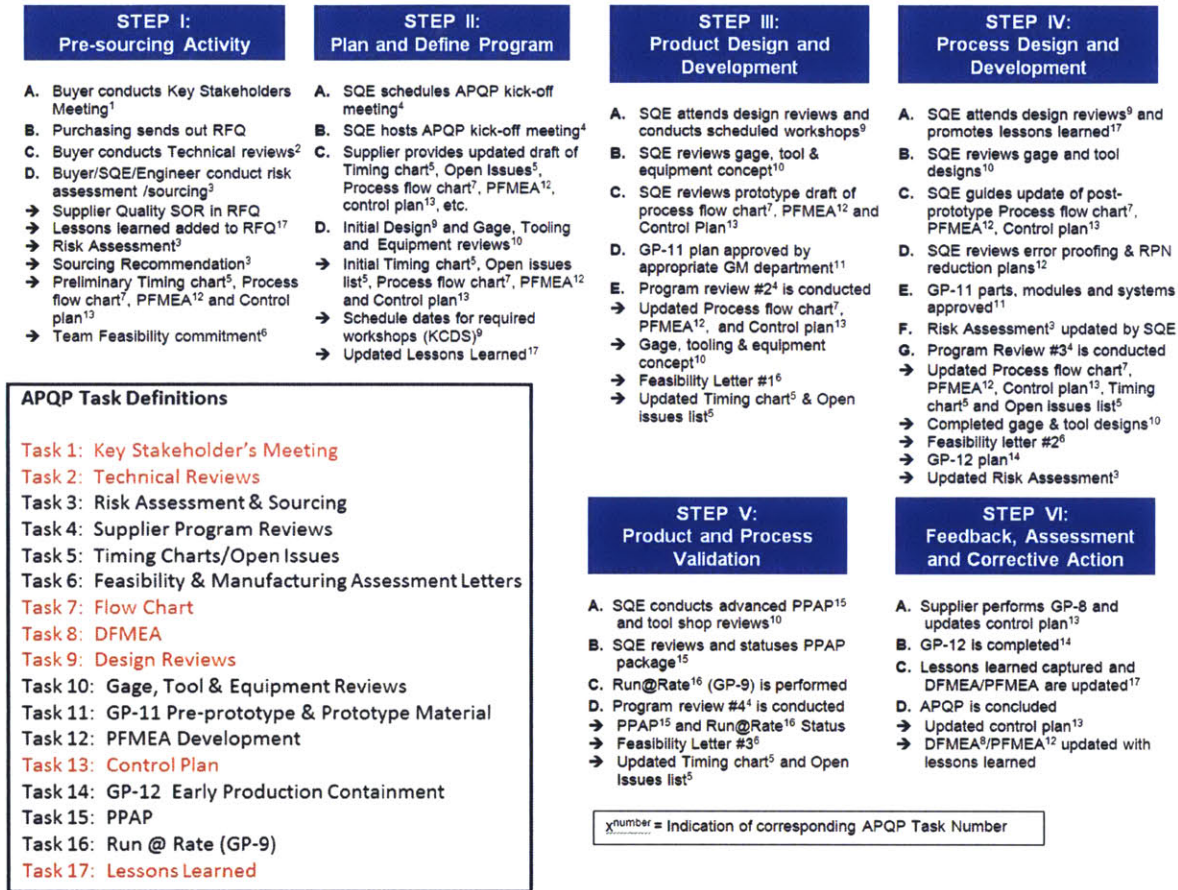 STEP I:
Pre-sourcing Activity
A. Buyer conducts Key Stakeholders
Meeting¹
B. Purchasing sends out RFQ
C. Buyer conducts Technical reviews²
D. Buyer/SQE/Engineer conduct risk
assessment /sourcing³
→ Supplier Quality SOR in RFQ
→ Lessons learned added to RFQ¹⁷
→ Risk Assessment³
→ Sourcing Recommendation³
→ Preliminary Timing chart⁵, Process
flow chart⁷, PFMEA¹² and Control
plan¹³
→ Team Feasibility commitment⁶
STEP II:
Plan and Define Program
A. SQE schedules APQP kick-off
meeting⁴
B. SQE hosts APQP kick-off meeting⁴
C. Supplier provides updated draft of
Timing chart⁵, Open Issues⁵,
Process flow chart⁷, PFMEA¹²,
control plan¹³, etc.
D. Initial Design⁹ and Gage, Tooling
and Equipment reviews¹⁰
→ Initial Timing chart⁵, Open issues
list⁵, Process flow chart⁷, PFMEA¹²
and Control plan¹³
→ Schedule dates for required
workshops (KCDS)⁹
→ Updated Lessons Learned¹⁷
STEP III:
Product Design and
Development
A. SQE attends design reviews and
conducts scheduled workshops⁹
B. SQE reviews gage, tool &
equipment concept¹⁰
C. SQE reviews prototype draft of
process flow chart⁷, PFMEA¹² and
Control Plan¹³
D. GP-11 plan approved by
appropriate GM department¹¹
E. Program review #2⁴ is conducted
→ Updated Process flow chart⁷,
PFMEA¹², and Control plan¹³
→ Gage, tooling & equipment
concept¹⁰
→ Feasibility Letter #1⁶
→ Updated Timing chart⁵ & Open
issues list⁵
STEP IV:
Process Design and
Development
A. SQE attends design reviews⁹ and
promotes lessons learned¹⁷
B. SQE reviews gage and tool
designs¹⁰
C. SQE guides update of post-
prototype Process flow chart⁷,
PFMEA¹², Control plan¹³
D. SQE reviews error proofing & RPN
reduction plans¹²
E. GP-11 parts, modules and systems
approved¹¹
F. Risk Assessment³ updated by SQE
G. Program Review #3⁴ is conducted
→ Updated Process flow chart⁷,
PFMEA¹², Control plan¹³, Timing
chart⁵ and Open issues list⁵
→ Completed gage & tool designs¹⁰
→ Feasibility letter #2⁶
→ GP-12 plan¹⁴
→ Updated Risk Assessment³
APQP Task Definitions
Task 1: Key Stakeholder's Meeting
Task 2: Technical Reviews
Task 3: Risk Assessment & Sourcing
Task 4: Supplier Program Reviews
Task 5: Timing Charts/Open Issues
Task 6: Feasibility & Manufacturing Assessment Letters
Task 7: Flow Chart
Task 8: DFMEA
Task 9: Design Reviews
Task 10: Gage, Tool & Equipment Reviews
Task 11: GP-11 Pre-prototype & Prototype Material
Task 12: PFMEA Development
Task 13: Control Plan
Task 14: GP-12 Early Production Containment
Task 15: PPAP
Task 16: Run @ Rate (GP-9)
Task 17: Lessons Learned
STEP V:
Product and Process
Validation
A. SQE conducts advanced PPAP¹⁵
and tool shop reviews¹⁰
B. SQE reviews and statuses PPAP
package¹⁵
C. Run@Rate¹⁶ (GP-9) is performed
D. Program review #4⁴ is conducted
→ PPAP¹⁵ and Run@Rate¹⁶ Status
→ Feasibility Letter #3⁶
→ Updated Timing chart⁵ and Open
Issues list⁵
STEP VI:
Feedback, Assessment
and Corrective Action
A. Supplier performs GP-8 and
updates control plan¹³
B. GP-12 is completed¹⁴
C. Lessons learned captured and
DFMEA/PFMEA are updated¹⁷
D. APQP is concluded
→ Updated control plan¹³
→ DFMEA⁸/PFMEA¹² updated with
lessons learned
xⁿᵘᵐᵇᵉʳ = Indication of corresponding APQP Task Number